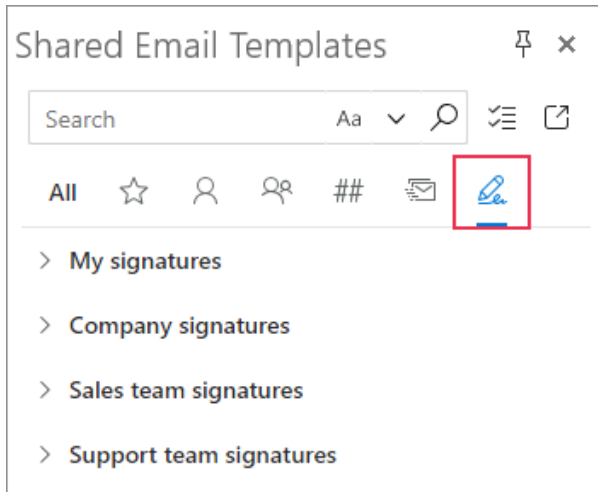 Shared Email Templates
Search Aa
All ##
My signatures
Company signatures
Sales team signatures
Support team signatures